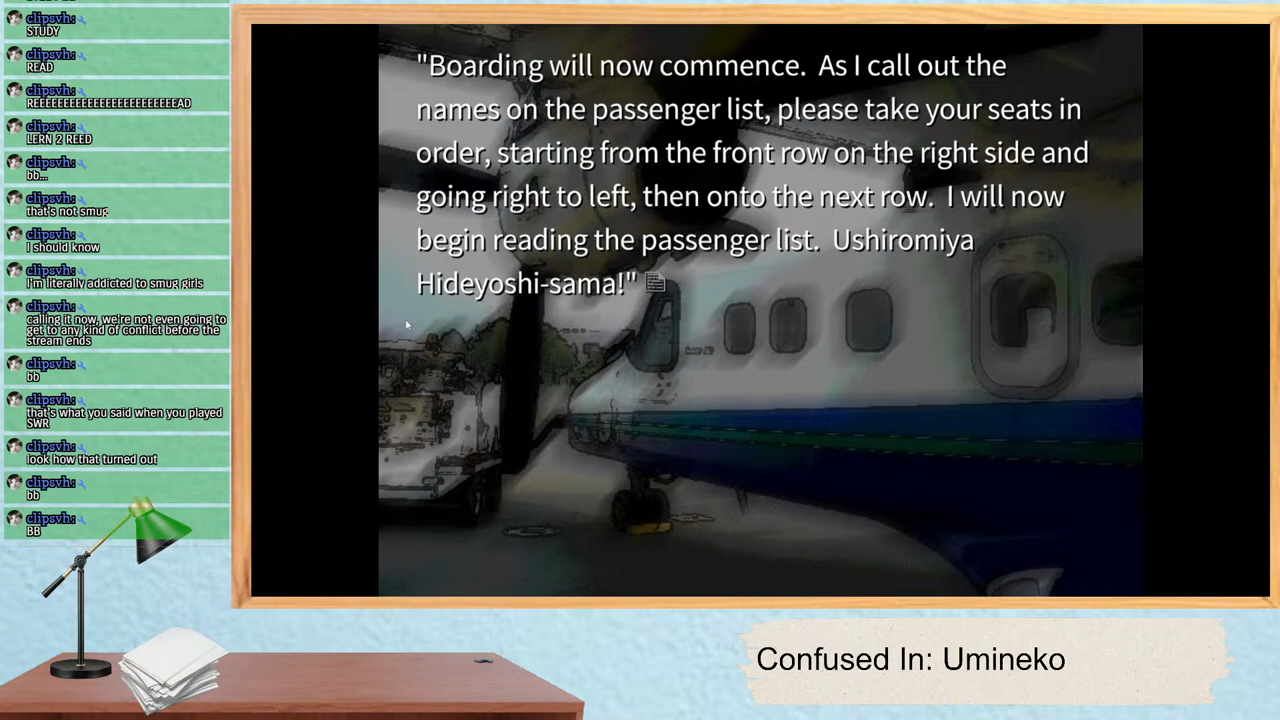 clipsvh:
STUDY
clipsvh:
READ
clipsvh:
REEEEEEEEEEEEEEEEEEEEEEEEAD
clipsvh:
LERN 2 REED
clipsvh:
bb...
clipsvh:
that's not smug
clipsvh:
I should know
clipsvh:
I'm literally addicted to smug girls
clipsvh:
calling it now, we're not even going to
get to any kind of conflict before the
stream ends
clipsvh:
bb
clipsvh:
that's what you said when you played
SWR
clipsvh:
look how that turned out
clipsvh:
bb
clipsvh:
BB
"Boarding will now commence. As I call out the
names on the passenger list, please take your seats in
order, starting from the front row on the right side and
going right to left, then onto the next row. I will now
begin reading the passenger list. Ushiromiya
Hideyoshi-sama!"
Confused In: Umineko